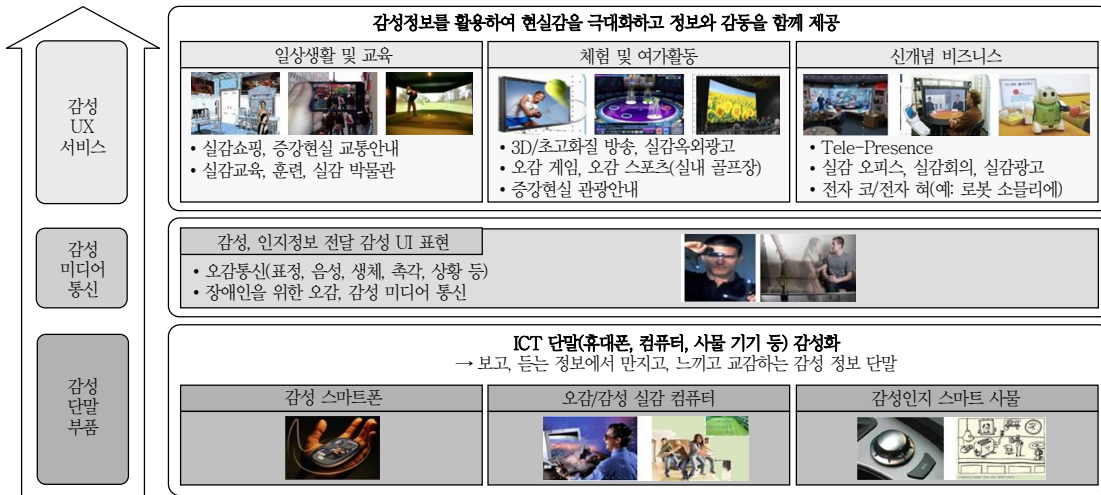 감성정보를 활용하여 현실감을 극대화하고 정보와 감동을 함께 제공
감성
UX
서비스
일상생활 및 교육
• 실감쇼핑, 증강현실 교통안내
• 실감교육, 훈련, 실감 박물관
체험 및 여가활동
• 3D/초고화질 방송, 실감옥외광고
• 오감 게임, 오감 스포츠(실내 골프장)
• 증강현실 관광안내
신개념 비즈니스
• Tele-Presence
• 실감 오피스, 실감회의, 실감광고
• 전자 코/전자 혀(예: 로봇 소믈리에)
감성
미디어
통신
감성, 인지정보 전달 감성 UI 표현
• 오감통신(표정, 음성, 생체, 촉각, 상황 등)
• 장애인을 위한 오감, 감성 미디어 통신
감성
단말
부품
ICT 단말(휴대폰, 컴퓨터, 사물 기기 등) 감성화
→ 보고, 듣는 정보에서 만지고, 느끼고 교감하는 감성 정보 단말
감성 스마트폰
오감/감성 실감 컴퓨터
감성인지 스마트 사물